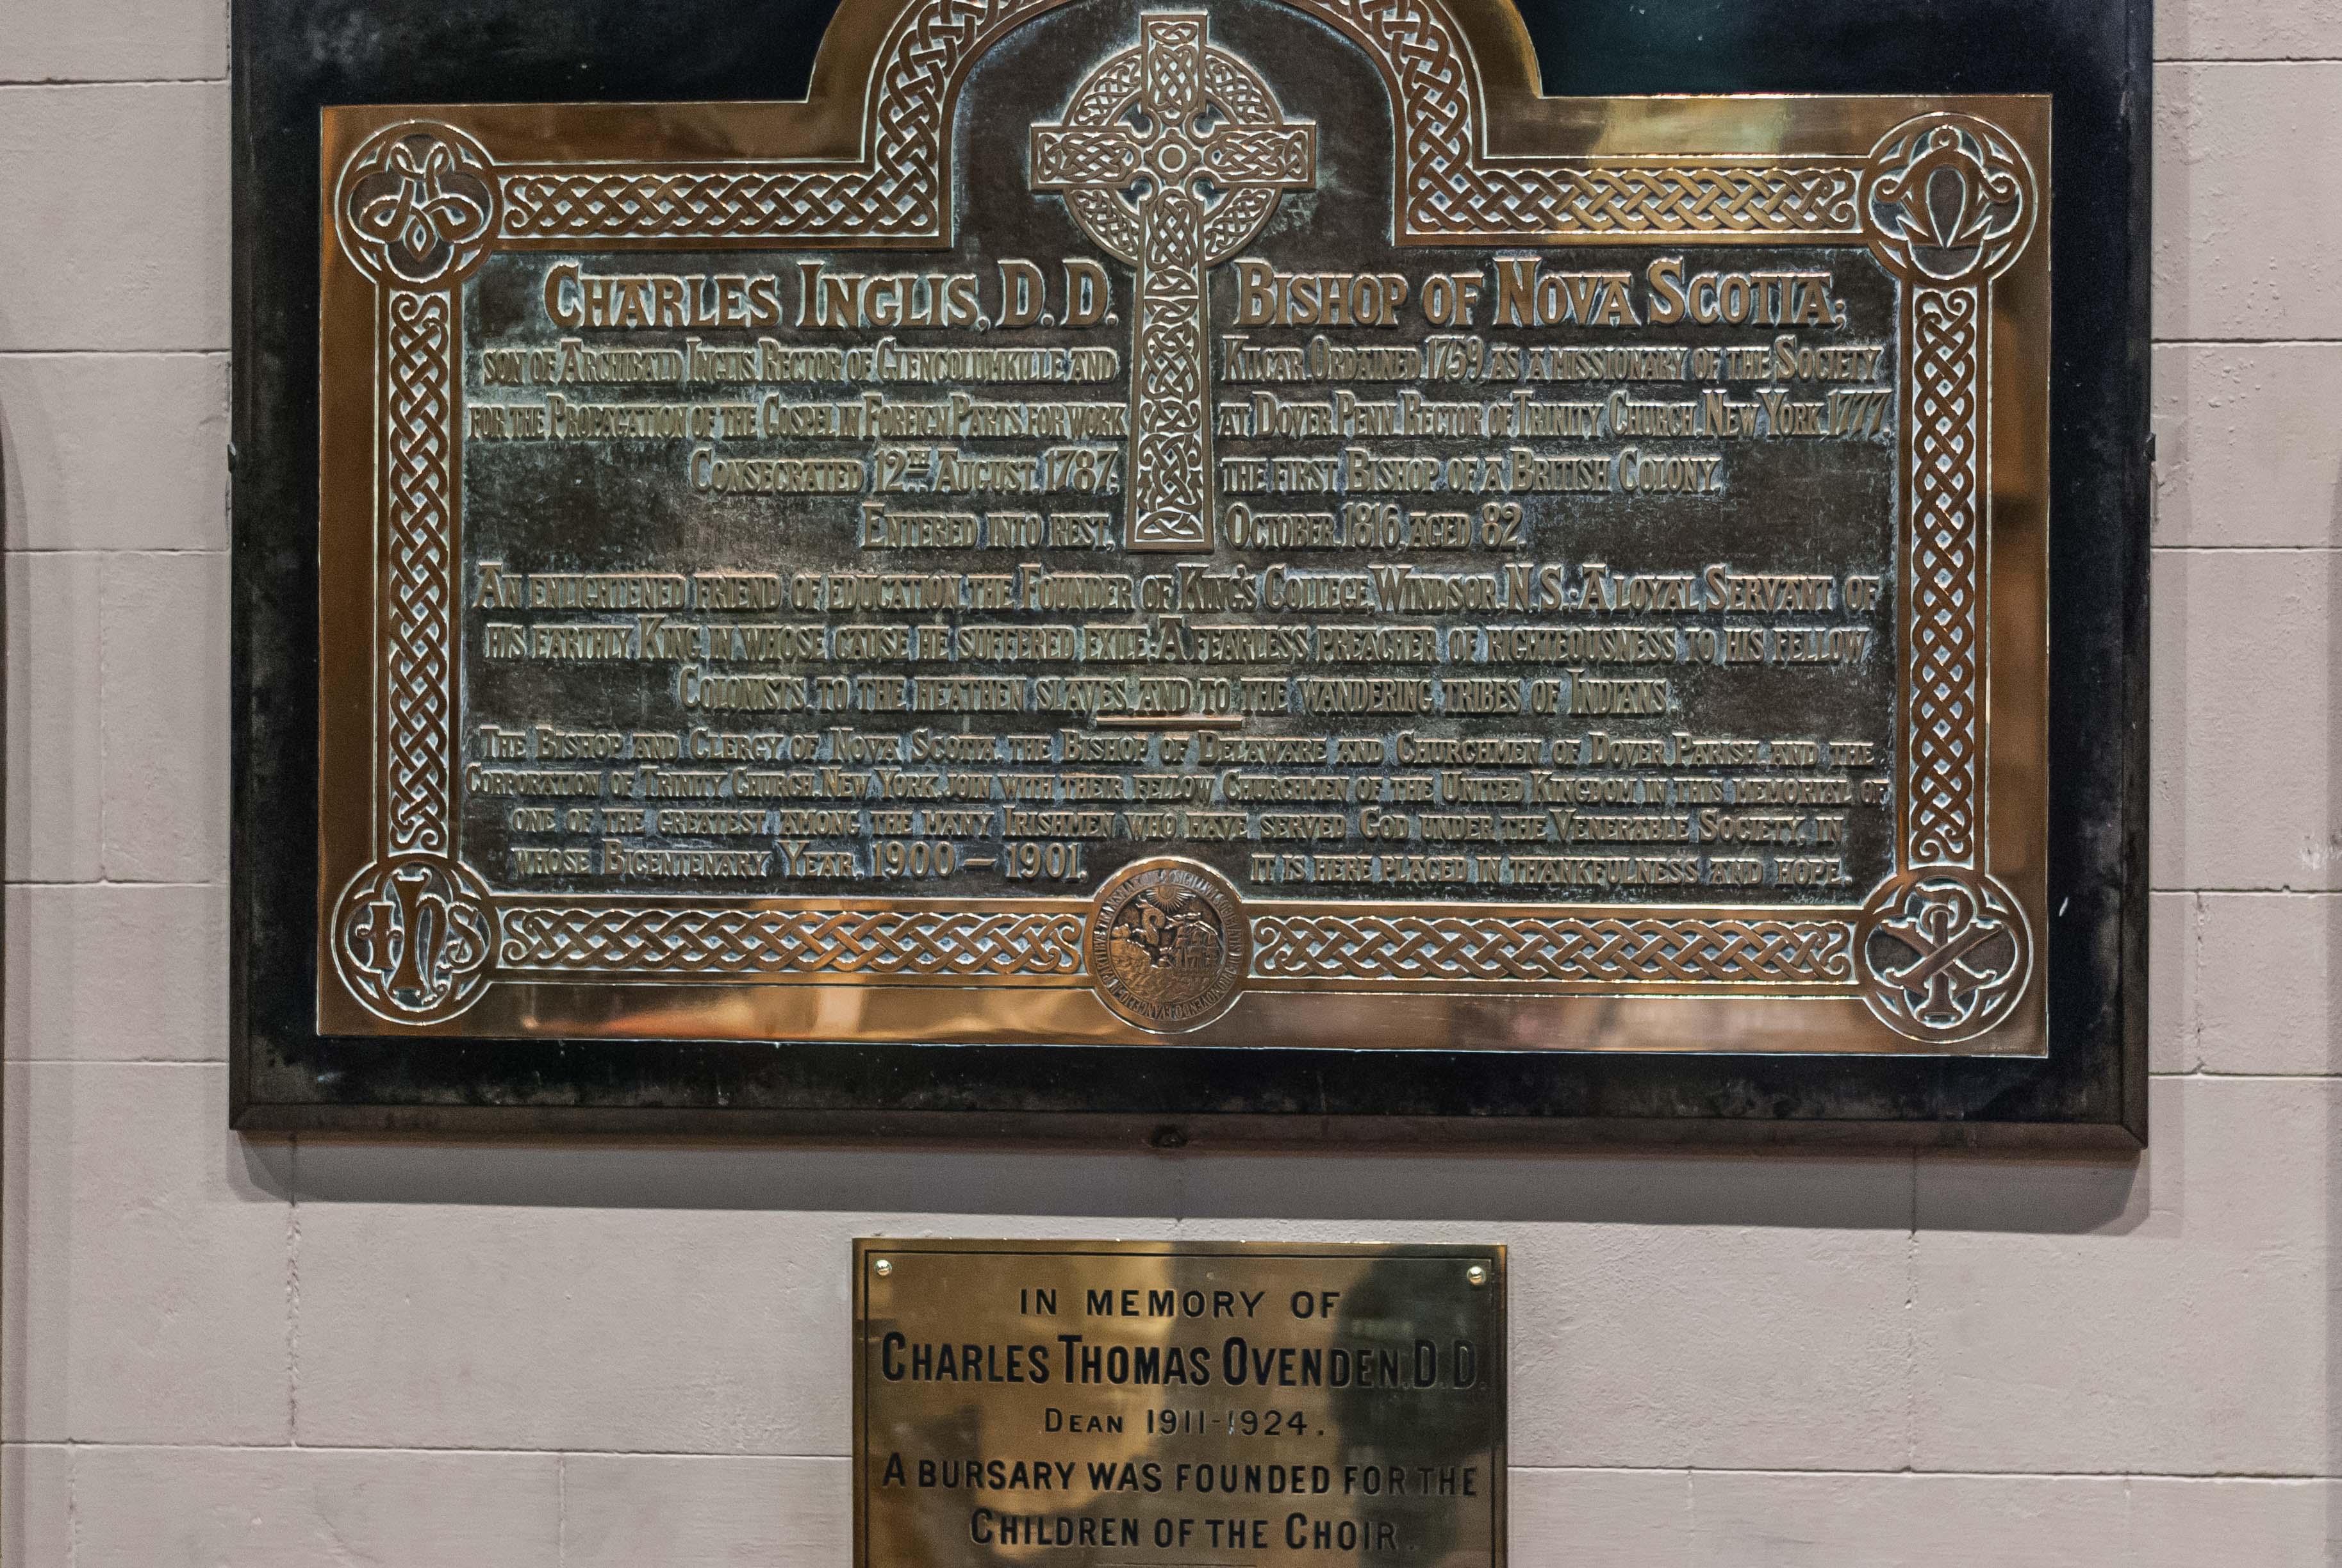 CHARLES INGLIS, D.D. BISHOP OF NOVA SCOTIA;
SON OF ARCHIBALD INGLIS, RECTOR OF GLENCOLUMKILLE AND KILCAR. ORDAINED 1759, AS A MISSIONARY OF THE SOCIETY
FOR THE PROPAGATION OF THE GOSPEL IN FOREIGN PARTS, FOR WORK AT DOVER, PENN. RECTOR OF TRINITY CHURCH, NEW YORK, 1777.
CONSECRATED 12TH AUGUST, 1787; THE FIRST BISHOP OF A BRITISH COLONY.
ENTERED INTO REST, OCTOBER, 1816, AGED 82.
AN ENLIGHTENED FRIEND OF EDUCATION, THE FOUNDER OF KING'S COLLEGE, WINDSOR, N.S. · A LOYAL SERVANT OF
HIS EARTHLY KING IN WHOSE CAUSE HE SUFFERED EXILE: A FEARLESS PREACHER OF RIGHTEOUSNESS TO HIS FELLOW
COLONISTS, TO THE HEATHEN SLAVES, AND TO THE WANDERING TRIBES OF INDIANS.
THE BISHOP AND CLERGY OF NOVA SCOTIA, THE BISHOP OF DELAWARE AND CHURCHMEN OF DOVER PARISH, AND THE
CORPORATION OF TRINITY CHURCH, NEW YORK, JOIN WITH THEIR FELLOW CHURCHMEN OF THE UNITED KINGDOM IN THIS MEMORIAL OF
ONE OF THE GREATEST AMONG THE MANY IRISHMEN WHO HAVE SERVED GOD UNDER THE VENERABLE SOCIETY, IN
WHOSE BICENTENARY YEAR, 1900 – 1901, IT IS HERE PLACED IN THANKFULNESS AND HOPE.
IHS
IN MEMORY OF
CHARLES THOMAS OVENDEN, D.D.
DEAN 1911-1924.
A BURSARY WAS FOUNDED FOR THE
CHILDREN OF THE CHOIR.